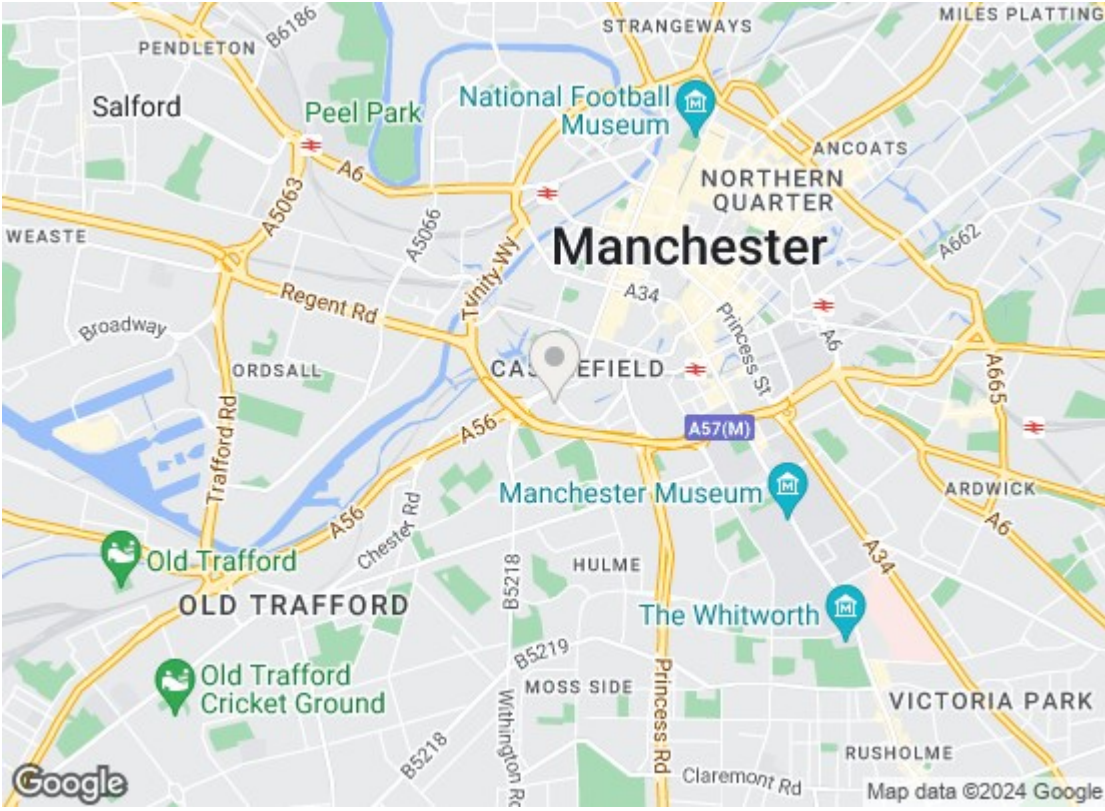 STRANGEWAYS
MILES PLATTING
PENDLETON
B6186
Salford
Peel Park
National Football
Museum
ANCOATS
A6
NORTHERN
QUARTER
A5063
A5066
WEASTE
Manchester
A662
Trinity Wy
A34
Regent Rd
Princess St
A6
Broadway
ORDSALL
A665
A56
A57(M)
Trafford Rd
Manchester Museum
ARDWICK
A56
Chester Rd
A6
A34
Old Trafford
HULME
B5218
OLD TRAFFORD
The Whitworth
B5219
Old Trafford
Cricket Ground
MOSS SIDE
Princess Rd
VICTORIA PARK
Withington Rd
B5218
RUSHOLME
Claremont Rd
Google
Map data ©2024 Google